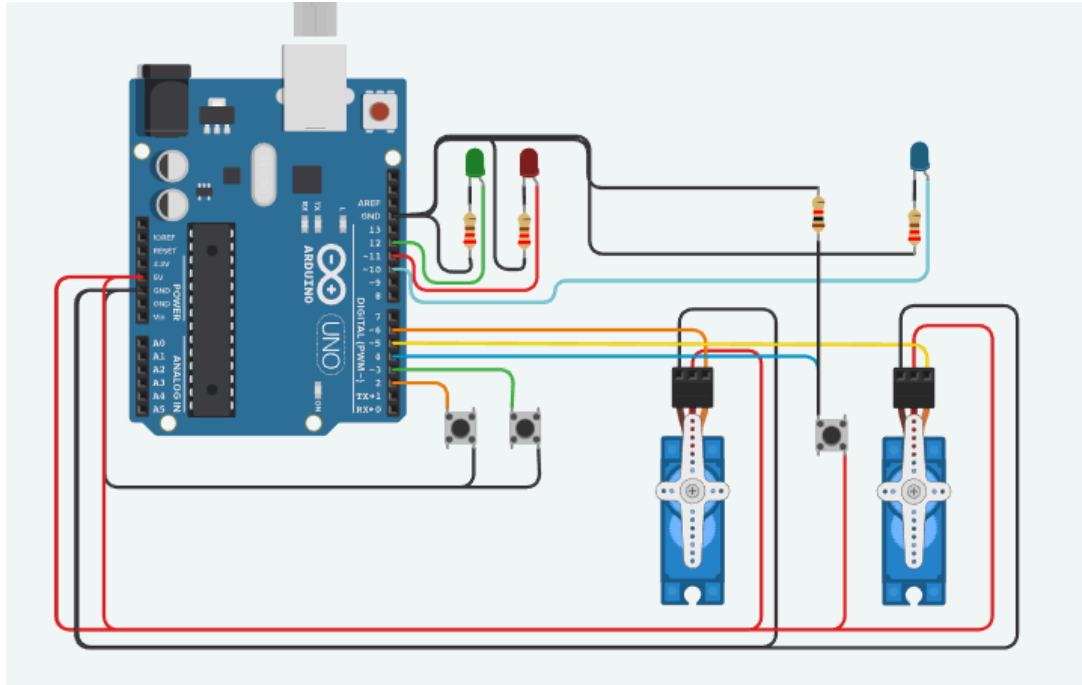 AREF
GND
13
12
~11
~10
~9
8
7
~6
~5
4
~3
2
TX→1
RX←0
DIGITAL (PWM~)
RX
TX
L
ARDUINO
UNO
ON
IOREF
RESET
3.3V
5V
GND
GND
Vin
POWER
A0
A1
A2
A3
A4
A5
ANALOG IN